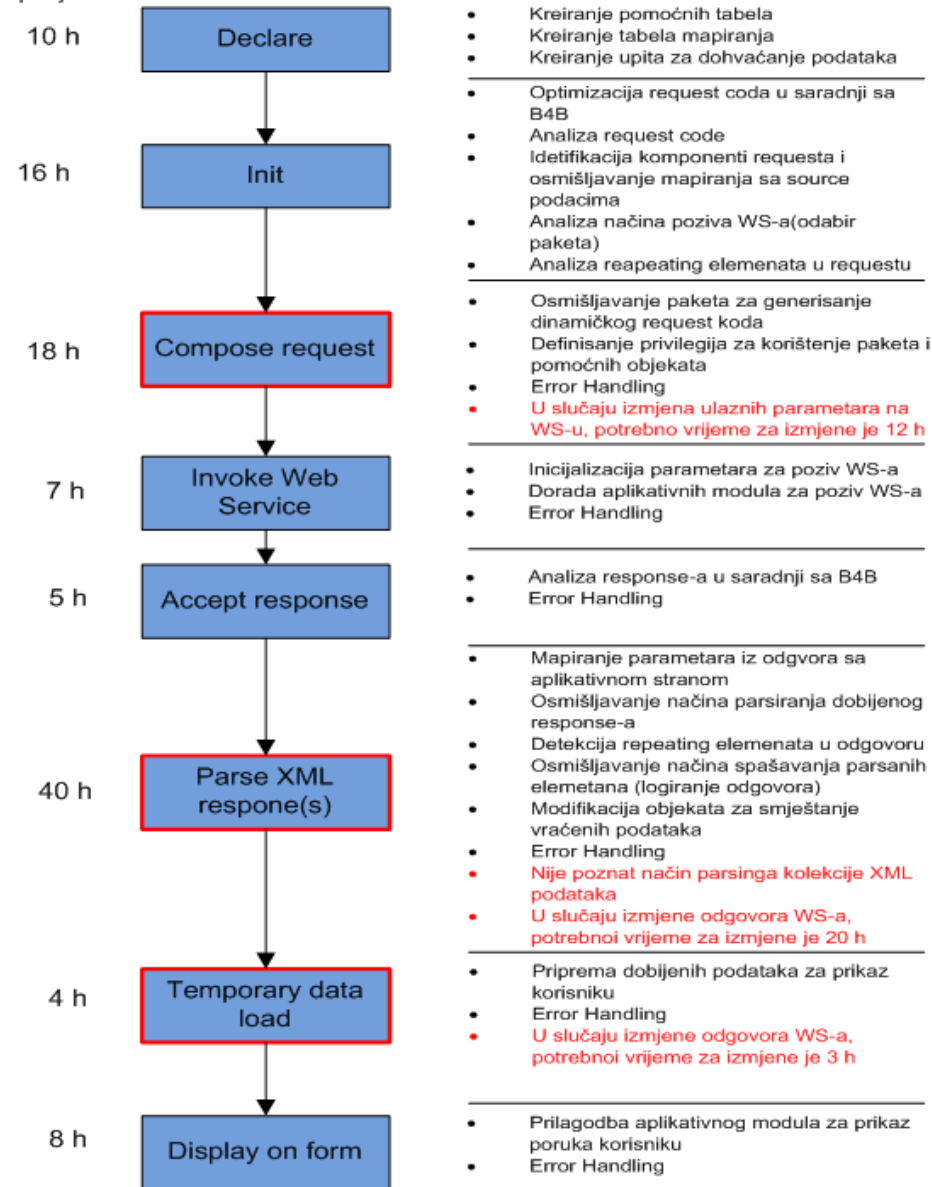 10 h
Declare
• Kreiranje pomoćnih tabela
• Kreiranje tabela mapiranja
• Kreiranje upita za dohvaćanje podataka
16 h
Init
• Optimizacija request coda u saradnji sa
B4B
• Analiza request code
• Idetifikacija komponenti requesta i
osmišljavanje mapiranja sa source
podacima
• Analiza načina poziva WS-a(odabir
paketa)
• Analiza reapeating elemenata u requestu
18 h
Compose request
• Osmišljavanje paketa za generisanje
dinamičkog request koda
• Definisanje privilegija za korištenje paketa i
pomoćnih objekata
• Error Handling
• U slučaju izmjena ulaznih parametara na
WS-u, potrebno vrijeme za izmjene je 12 h
7 h
Invoke Web
Service
• Inicijalizacija parametara za poziv WS-a
• Dorada aplikativnih modula za poziv WS-a
• Error Handling
5 h
Accept response
• Analiza response-a u saradnji sa B4B
• Error Handling
40 h
Parse XML
respone(s)
• Mapiranje parametara iz odgvora sa
aplikativnom stranom
• Osmišljavanje načina parsiranja dobijenog
response-a
• Detekcija repeating elemenata u odgovoru
• Osmišljavanje načina spašavanja parsanih
elemetana (logiranje odgovora)
• Modifikacija objekata za smještanje
vraćenih podataka
• Error Handling
• Nije poznat način parsinga kolekcije XML
podataka
• U slučaju izmjene odgovora WS-a,
potrebnoi vrijeme za izmjene je 20 h
4 h
Temporary data
load
• Priprema dobijenih podataka za prikaz
korisniku
• Error Handling
• U slučaju izmjene odgovora WS-a,
potrebnoi vrijeme za izmjene je 3 h
8 h
Display on form
• Prilagodba aplikativnog modula za prikaz
poruka korisniku
• Error Handling